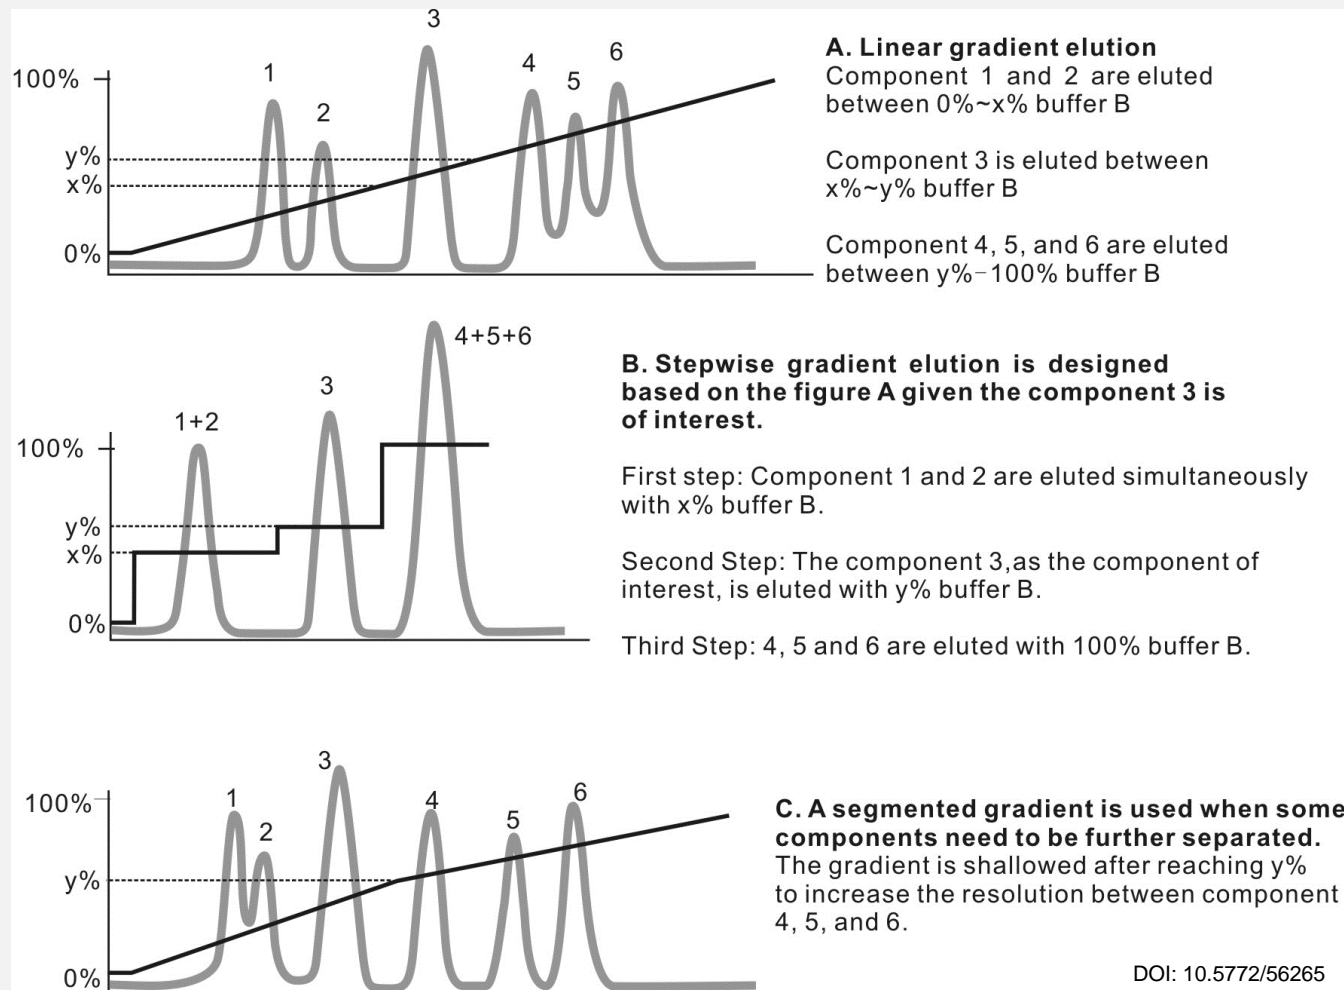 3
1
2
4
5
6
100%
y%
x%
0%
A. Linear gradient elution
Component 1 and 2 are eluted
between 0%~x% buffer B
Component 3 is eluted between
x%~y% buffer B
Component 4, 5, and 6 are eluted
between y%-100% buffer B
1+2
3
4+5+6
100%
y%
x%
0%
B. Stepwise gradient elution is designed
based on the figure A given the component 3 is
of interest.
First step: Component 1 and 2 are eluted simultaneously
with x% buffer B.
Second Step: The component 3,as the component of
interest, is eluted with y% buffer B.
Third Step: 4, 5 and 6 are eluted with 100% buffer B.
1
2
3
4
5
6
100%
y%
0%
C. A segmented gradient is used when some
components need to be further separated.
The gradient is shallowed after reaching y%
to increase the resolution between component
4, 5, and 6.
DOI: 10.5772/56265